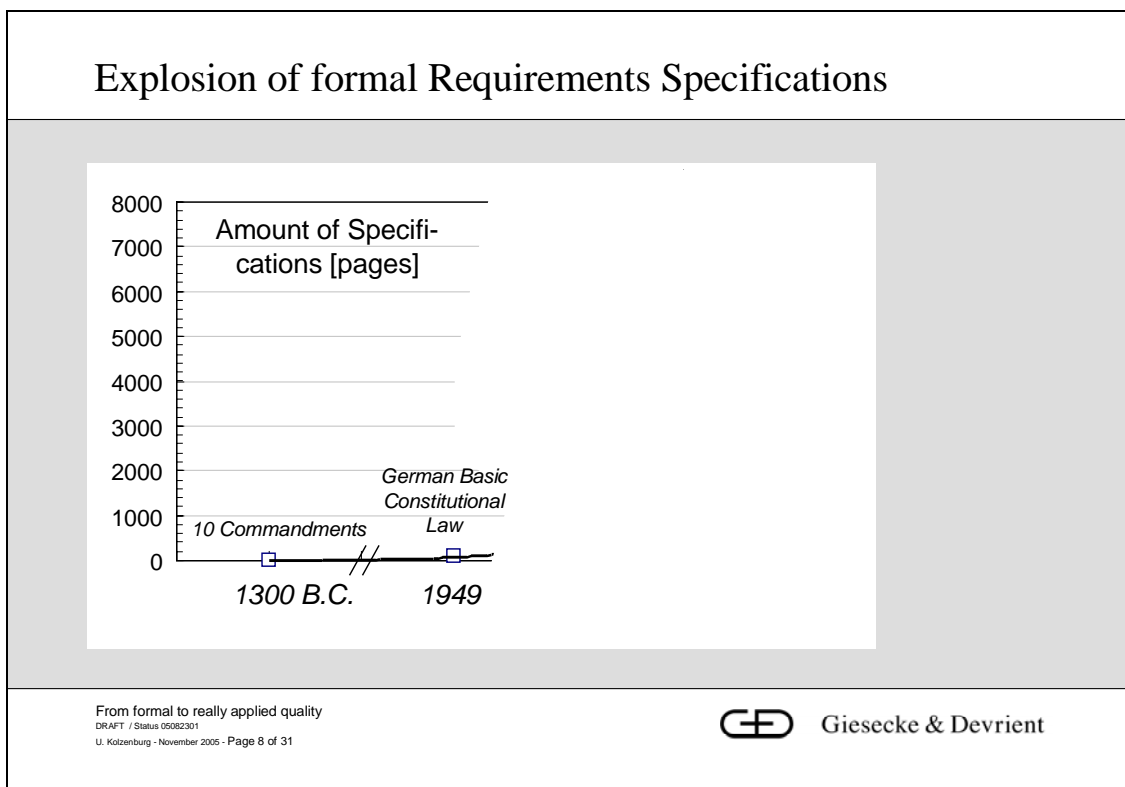 Explosion of formal Requirements Specifications
8000
7000
6000
5000
4000
3000
2000
1000
0
Amount of Specifi-
cations [pages]
10 Commandments
German Basic
Constitutional
Law
1300 B.C.
1949
From formal to really applied quality
DRAFT / Status 05082301
U. Kolzenburg - November 2005 - Page 8 of 31
Giesecke & Devrient